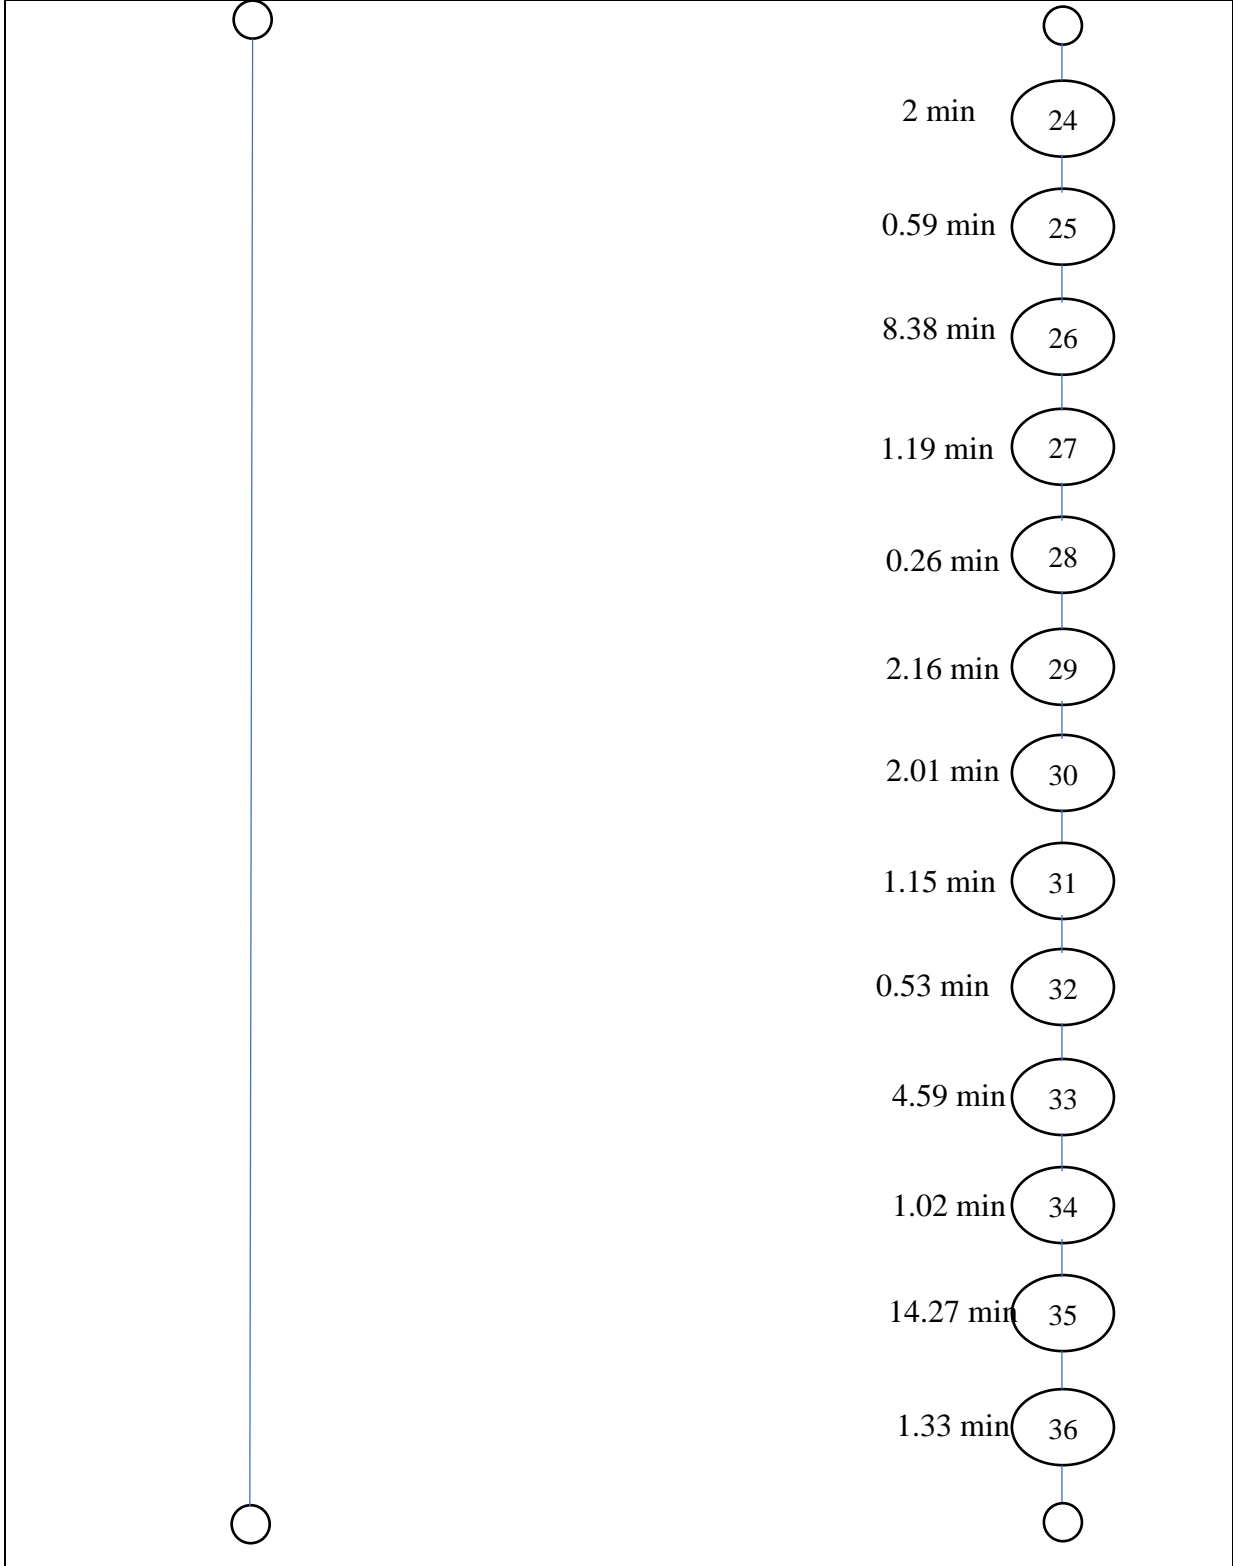 2 min 24
0.59 min 25
8.38 min 26
1.19 min 27
0.26 min 28
2.16 min 29
2.01 min 30
1.15 min 31
0.53 min 32
4.59 min 33
1.02 min 34
14.27 min 35
1.33 min 36